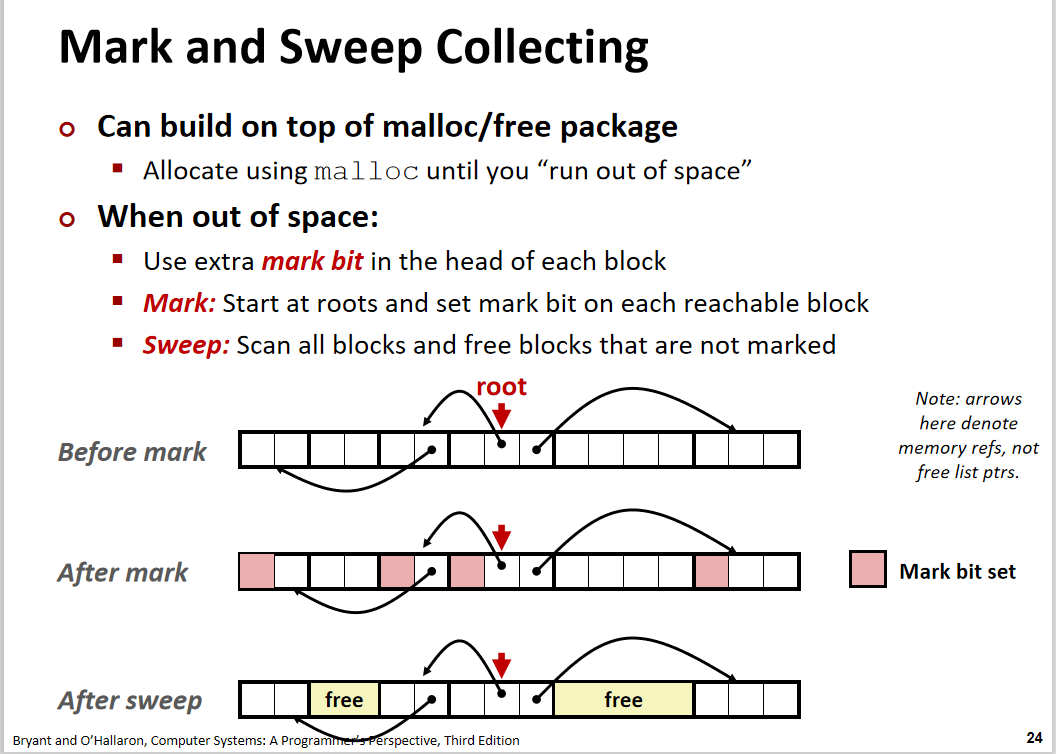 Mark and Sweep Collecting
Can build on top of malloc/free package
Allocate using malloc until you “run out of space”
When out of space:
Use extra mark bit in the head of each block
Mark: Start at roots and set mark bit on each reachable block
Sweep: Scan all blocks and free blocks that are not marked
root
Note: arrows
here denote
memory refs, not
free list ptrs.
Before mark
After mark
Mark bit set
After sweep
free
free
Bryant and O’Hallaron, Computer Systems: A Programmer’s Perspective, Third Edition
24